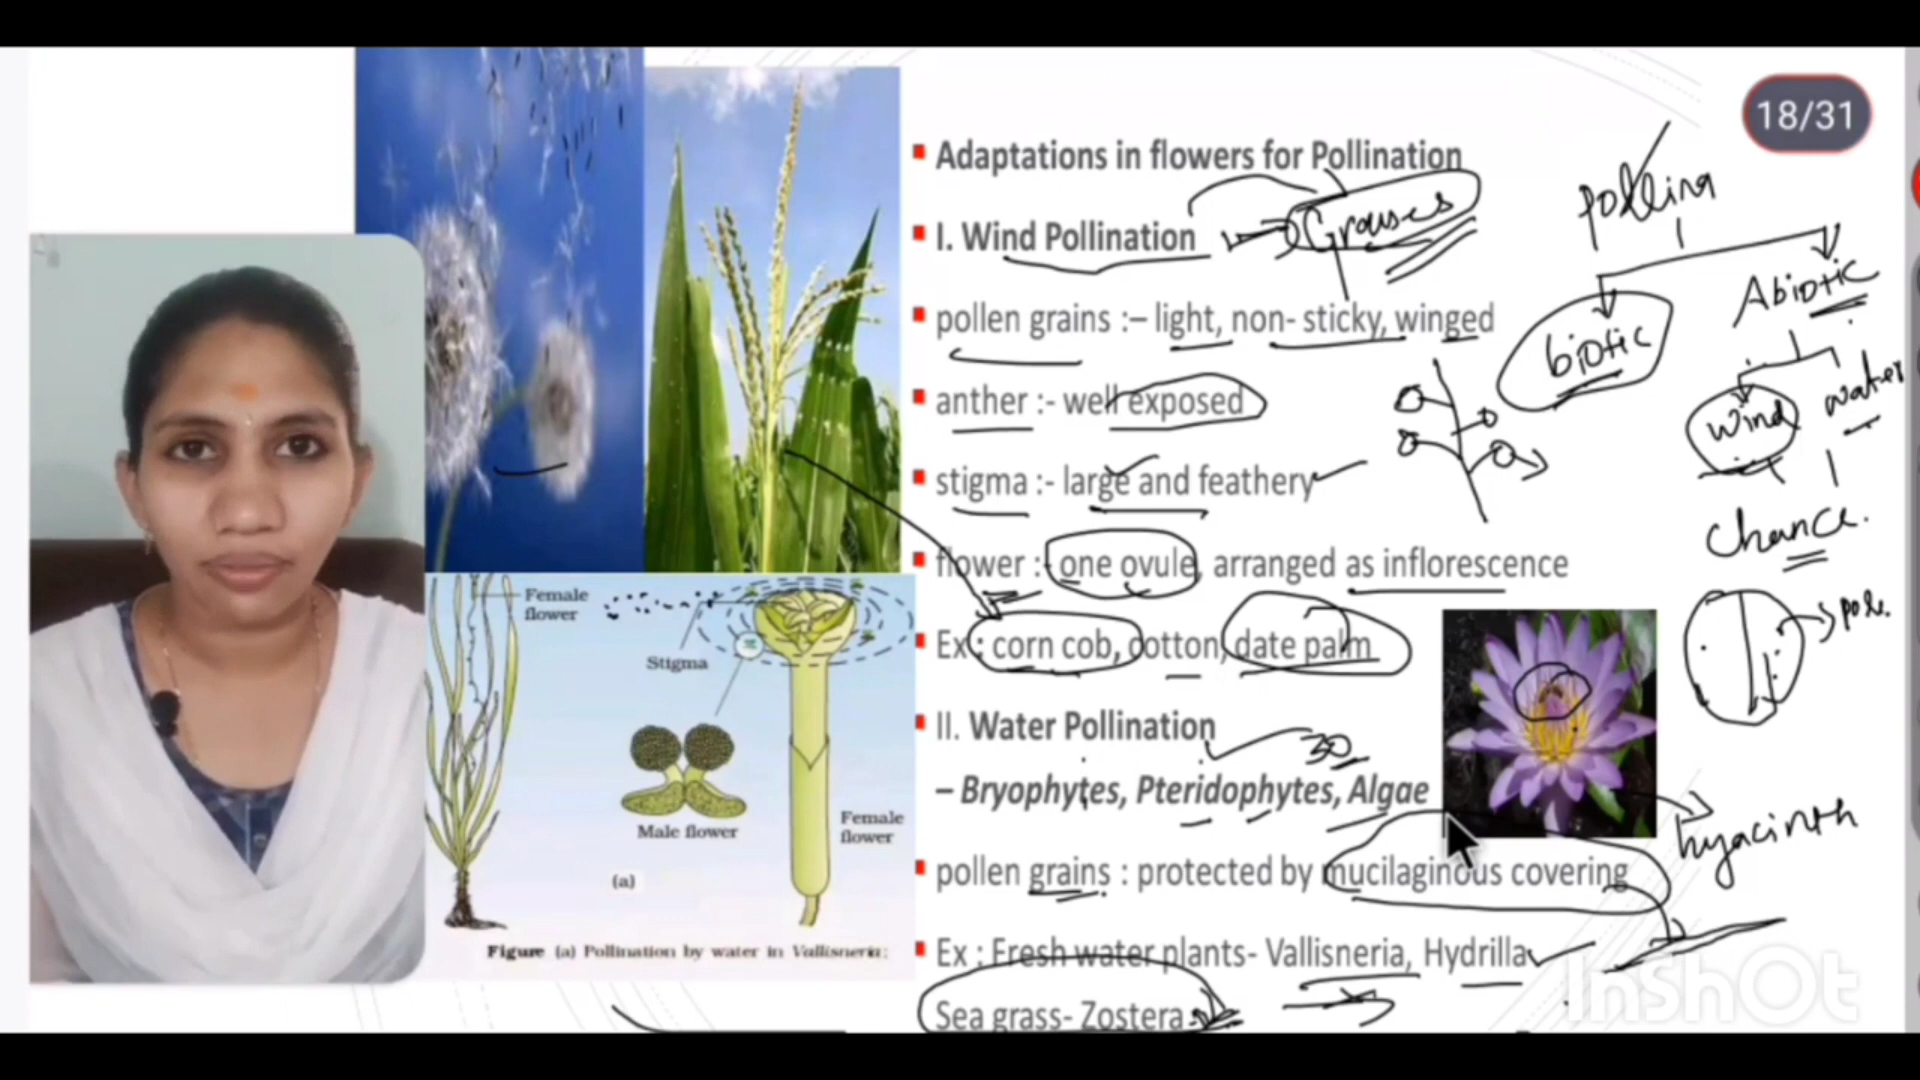 18/31
Adaptations in flowers for Pollination
I. Wind Pollination
Grasses
pollen grains :– light, non- sticky, winged
anther :- well exposed
stigma :- large and feathery
flower :- one ovule, arranged as inflorescence
Ex : corn cob, cotton, date palm
II. Water Pollination
30
– Bryophytes, Pteridophytes, Algae
pollen grains : protected by mucilaginous covering
Ex : Fresh water plants- Vallisneria, Hydrilla
Sea grass- Zostera
Abiotic
biotic
wind
water
chance.
hyacinth
Female
flower
Stigma
Male flower
Female
flower
(a)
Figure (a) Pollination by water in Vallisneria;
InShOt